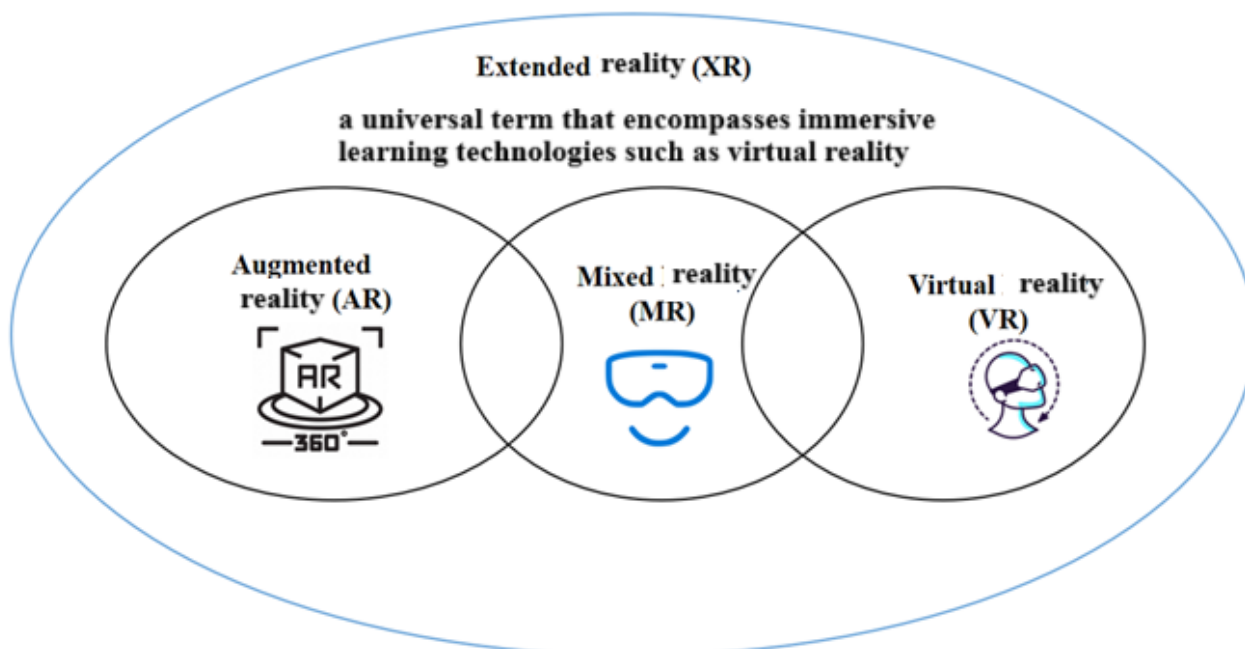 Extended reality (XR)
a universal term that encompasses immersive
learning technologies such as virtual reality
Augmented
reality (AR)
AR
360°
Mixed reality
(MR)
Virtual reality
(VR)